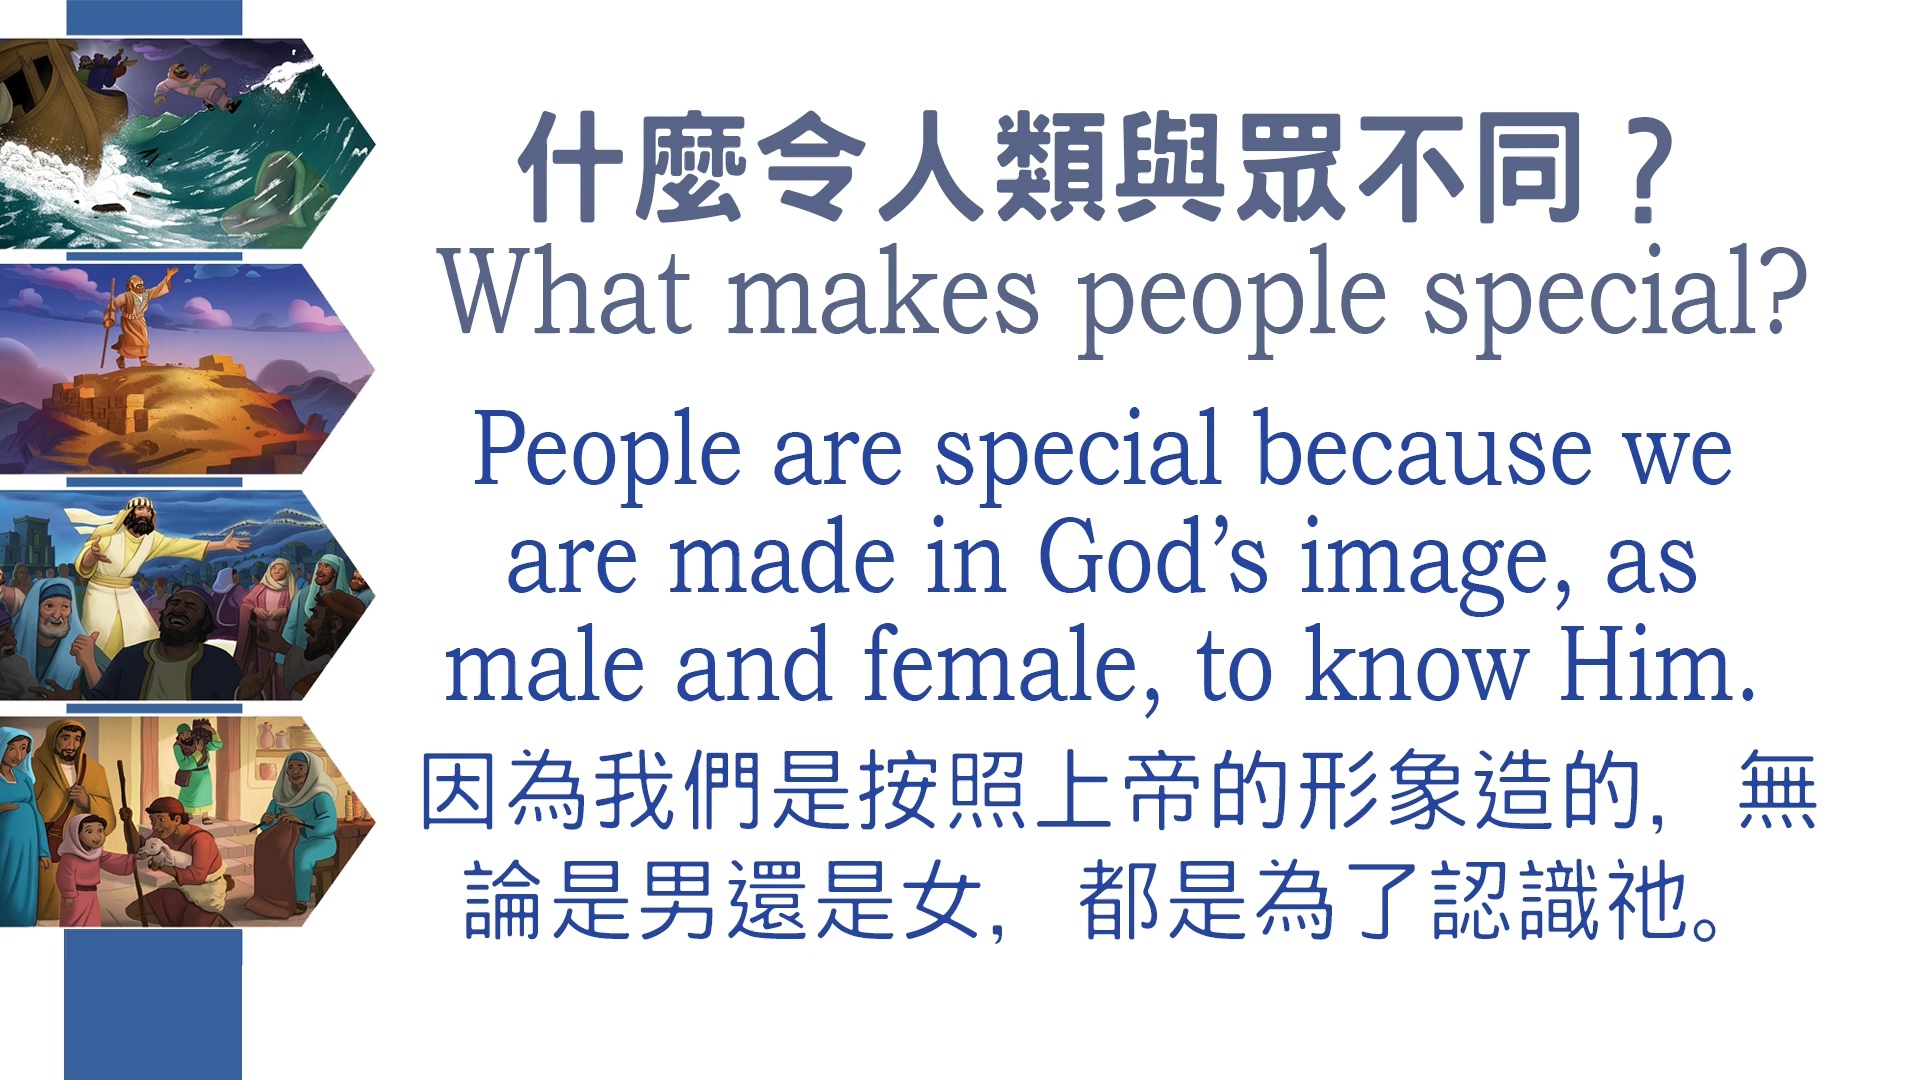 什麼令人類與眾不同？
What makes people special?
People are special because we
are made in God’s image, as
male and female, to know Him.
因為我們是按照上帝的形象造的，無
論是男還是女，都是為了認識祂。